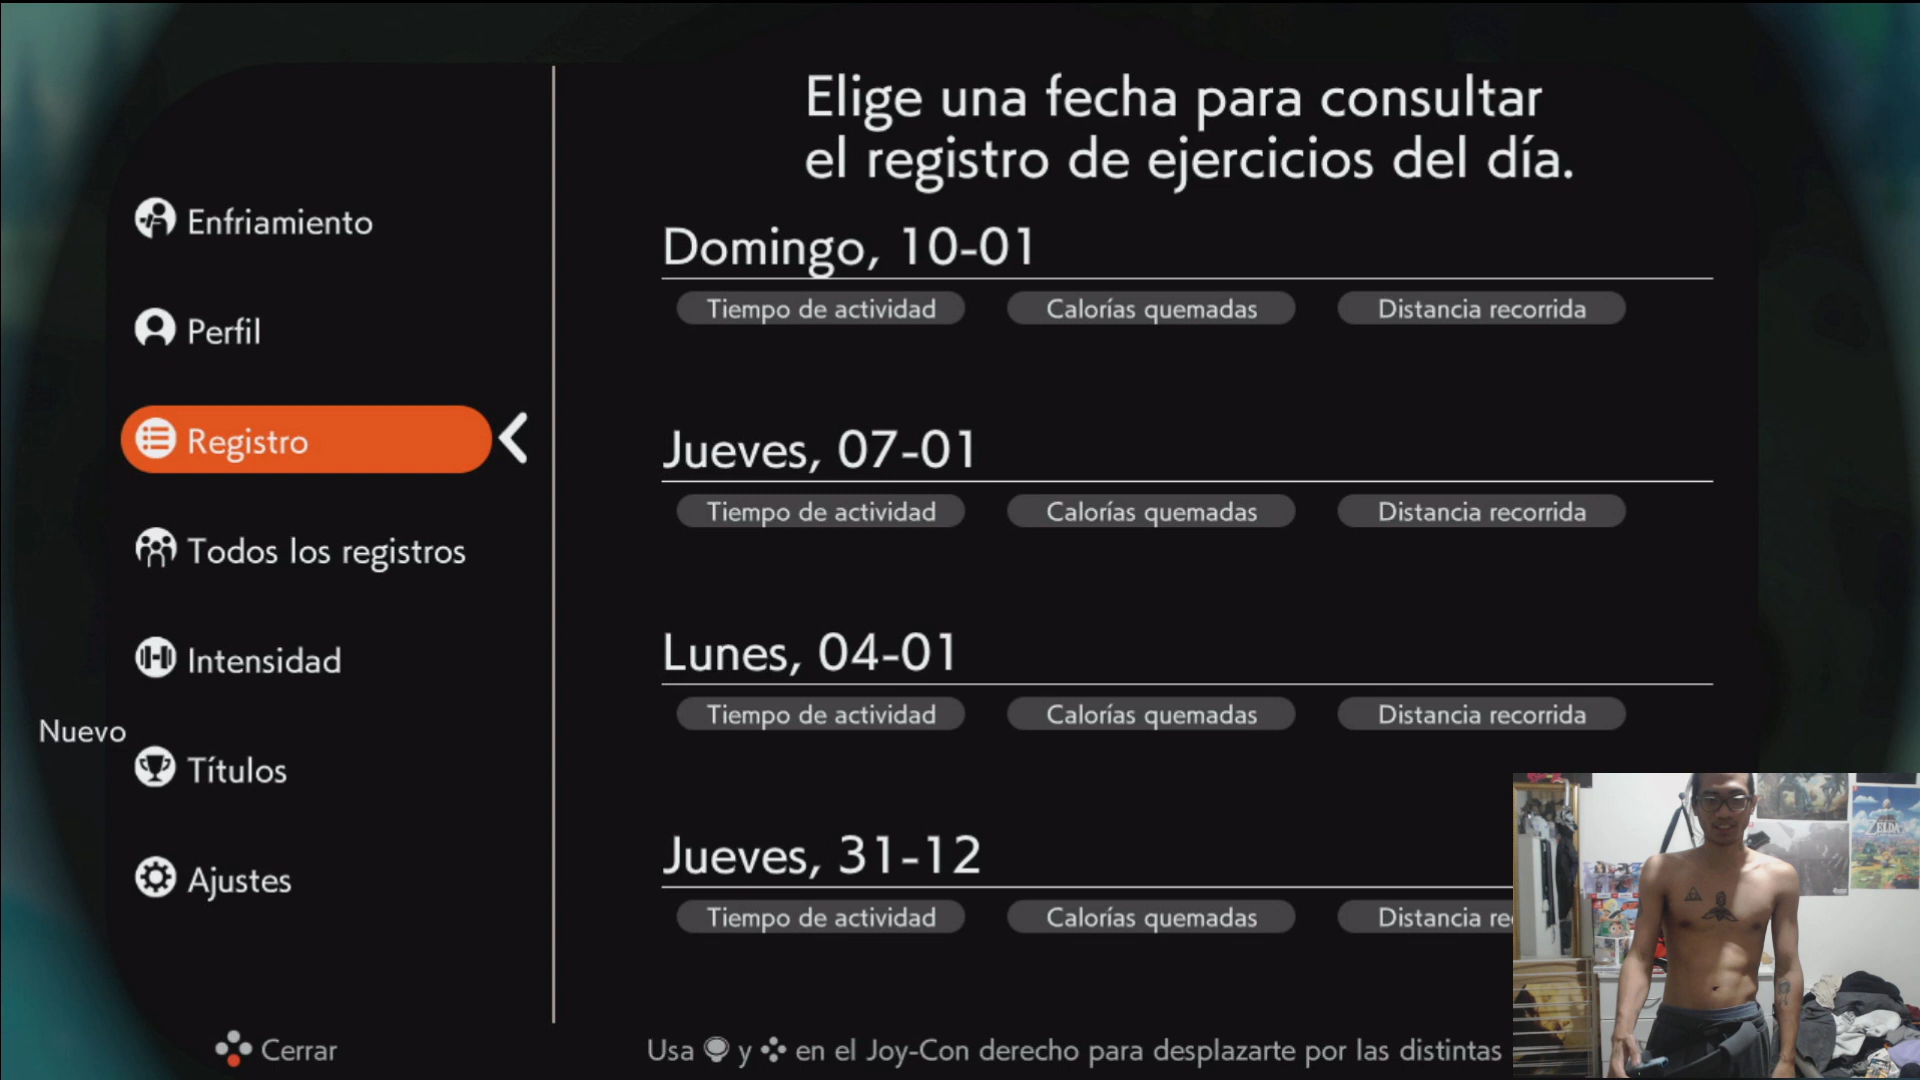 Elige una fecha para consultar
el registro de ejercicios del día.
Enfriamiento
Perfil
Registro
Todos los registros
Intensidad
Nuevo
Títulos
Ajustes
Cerrar
Domingo, 10-01
Tiempo de actividad Calorías quemadas Distancia recorrida
Jueves, 07-01
Tiempo de actividad Calorías quemadas Distancia recorrida
Lunes, 04-01
Tiempo de actividad Calorías quemadas Distancia recorrida
Jueves, 31-12
Tiempo de actividad Calorías quemadas Distancia re
Usa y en el Joy-Con derecho para desplazarte por las distintas
ZELDA